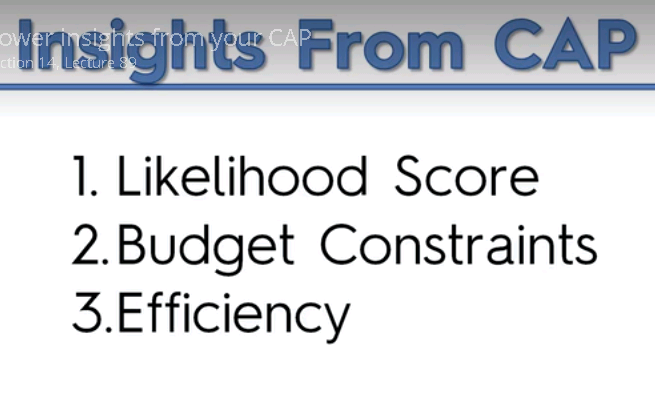 Insights From CAP
ower insights from your CAP
ction 14, Lecture 89
1. Likelihood Score
2.Budget Constraints
3.Efficiency